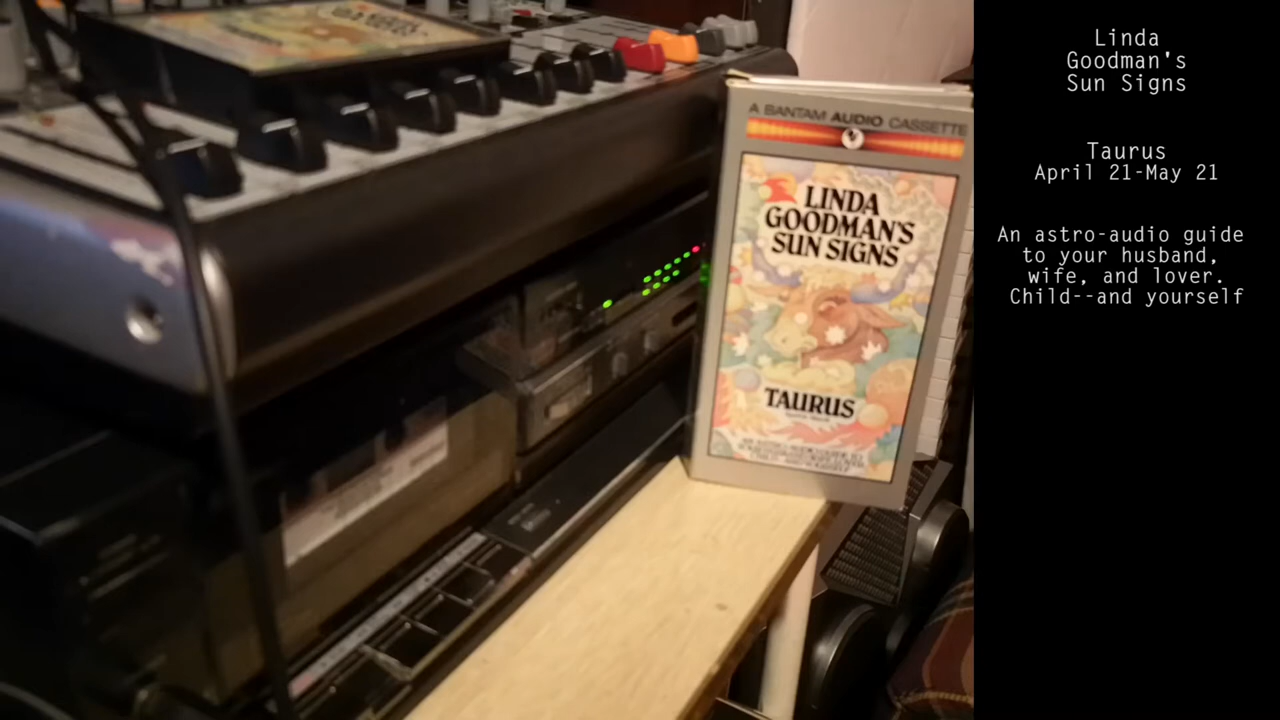 A BANTAM AUDIO CASSETTE
LINDA
GOODMAN'S
SUN SIGNS
TAURUS
Linda
Goodman's
Sun Signs
Taurus
April 21-May 21
An astro-audio guide
to your husband,
wife, and lover.
Child--and yourself